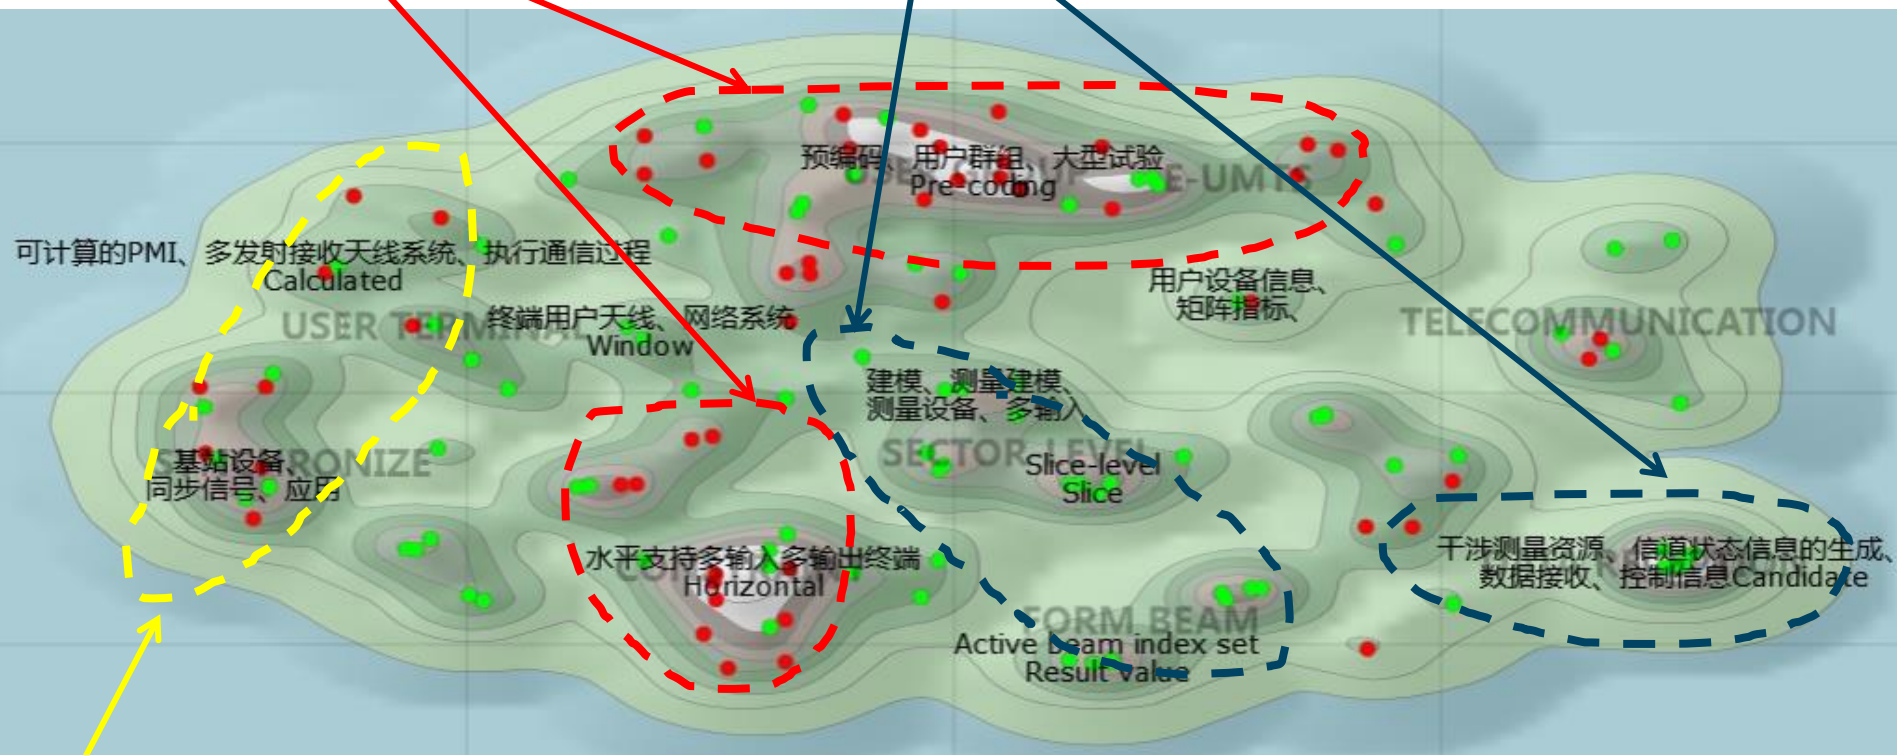 预编码、用户群组、大型试验
Pre-coding
E-UMTS
可计算的PMI、多发射接收天线系统、执行通信过程
Calculated
用户设备信息、
矩阵指标、
USER TERMINAL
终端用户天线、网络系统
Window
TELECOMMUNICATION
建模、测量建模、
测量设备、多输入
SECTOR-LEVEL
Slice-level
Slice
基站设备、
同步信号、应用
水平支持多输入多输出终端
Horizontal
干涉测量资源、信道状态信息的生成、
数据接收、控制信息Candidate
FORM BEAM
Active beam index set
Result value